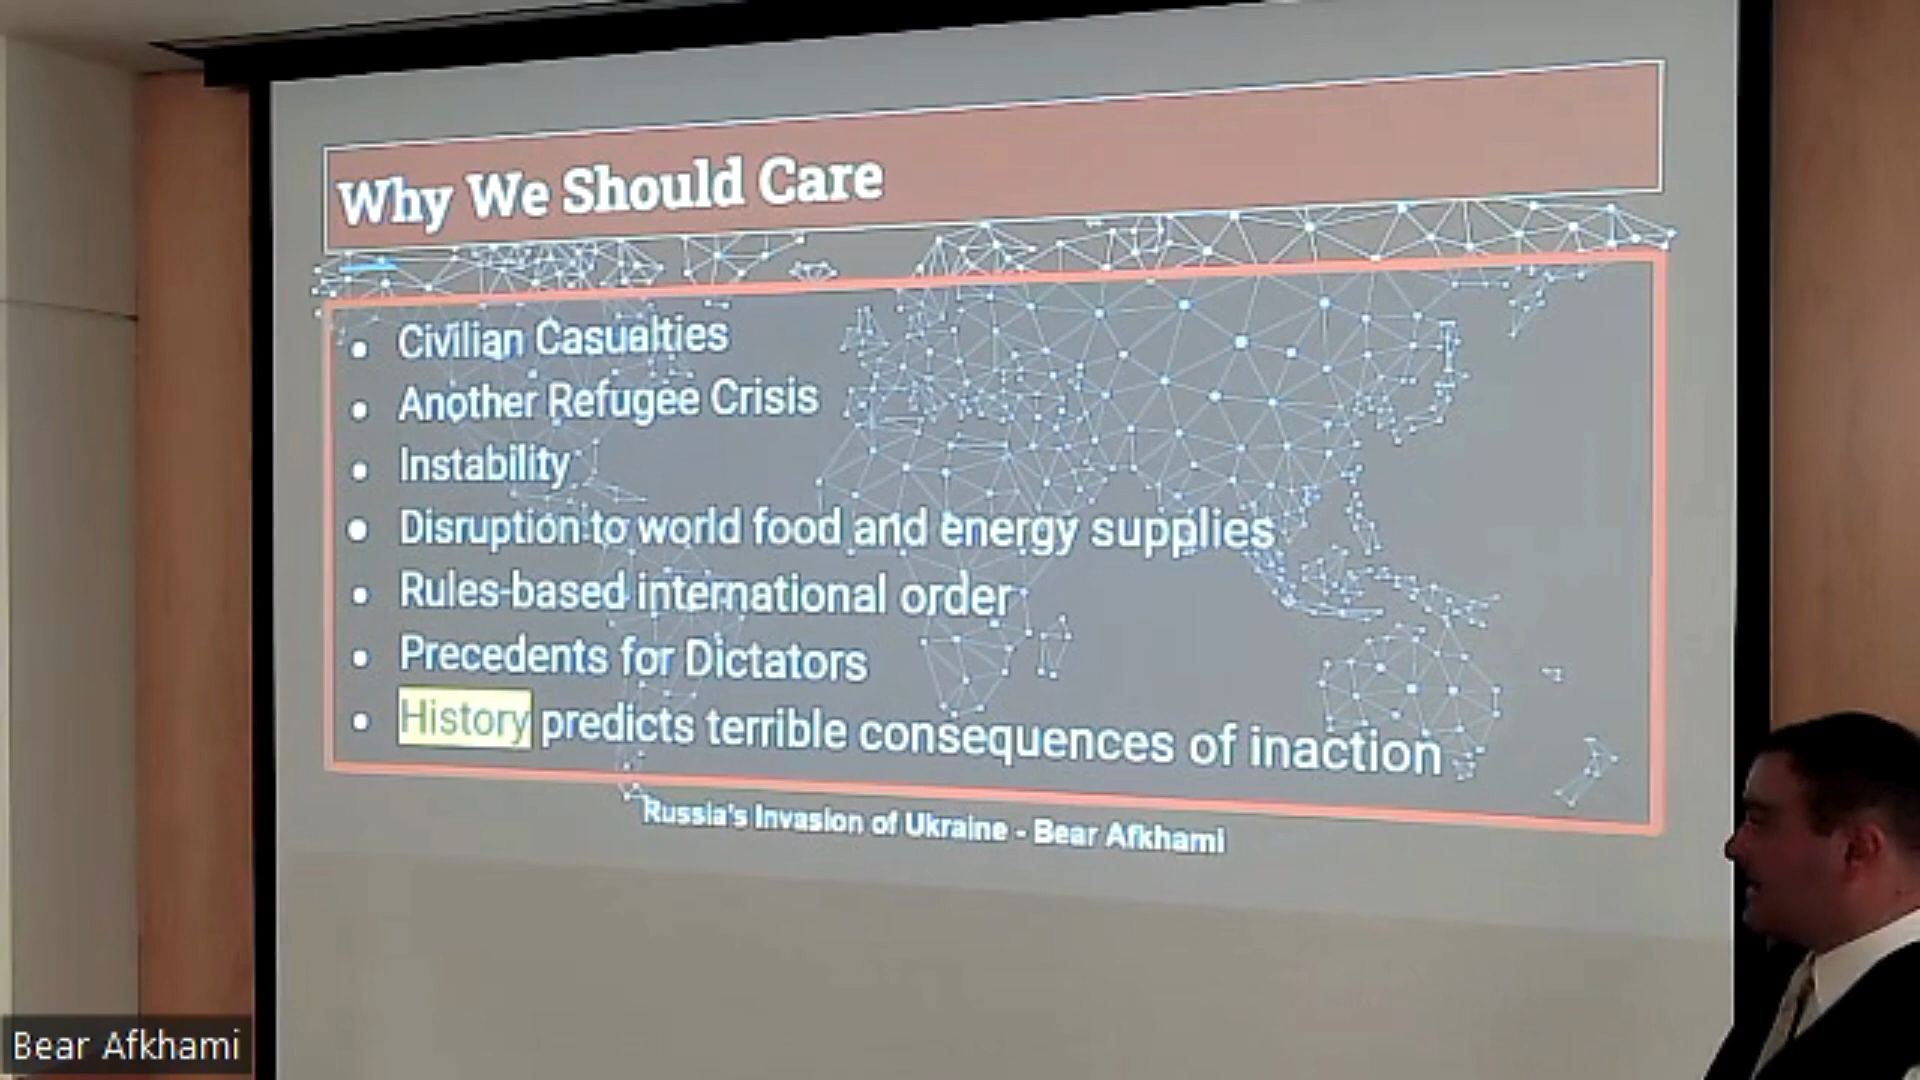 Why We Should Care
Civilian Casualties
Another Refugee Crisis
Instability
Disruption to world food and energy supplies
Rules-based international order
Precedents for Dictators
History predicts terrible consequences of inaction
Russia's Invasion of Ukraine - Bear Afkhami
Bear Afkhami